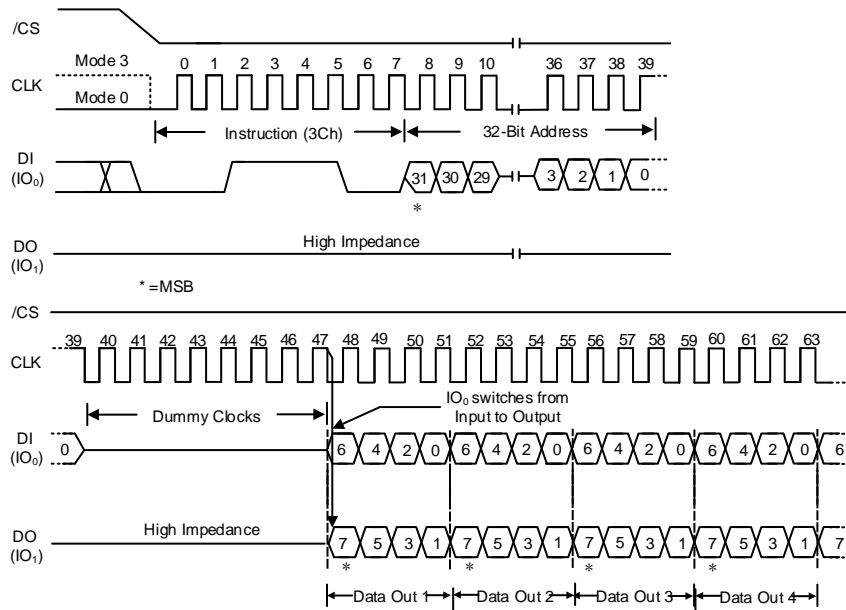 /CS
Mode 3
0 1 2 3 4 5 6 7 8 9 10 36 37 38 39
CLK
Mode 0
Instruction (3Ch) 32-Bit Address
DI
(IO₀)
31 30 29 3 2 1 0
*
High Impedance
DO
(IO₁)
* =MSB
/CS
39 40 41 42 43 44 45 46 47 48 49 50 51 52 53 54 55 56 57 58 59 60 61 62 63
CLK
IO₀ switches from
Input to Output
Dummy Clocks
DI
(IO₀)
0 6 4 2 0 6 4 2 0 6 4 2 0 6 4 2 0 6
High Impedance
DO
(IO₁)
7 5 3 1 7 5 3 1 7 5 3 1 7 5 3 1 7
* * * *
Data Out 1 Data Out 2 Data Out 3 Data Out 4